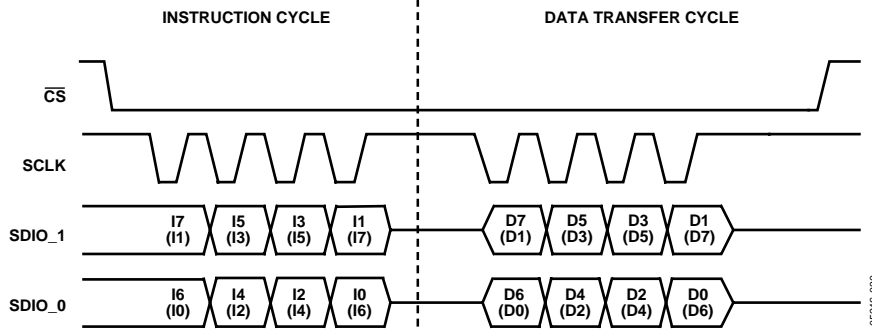 INSTRUCTION CYCLE DATA TRANSFER CYCLE
CS
SCLK
SDIO_1
I7 I5 I3 I1 D7 D5 D3 D1
(I1) (I3) (I5) (I7) (D1) (D3) (D5) (D7)
SDIO_0
I6 I4 I2 I0 D6 D4 D2 D0
(I0) (I2) (I4) (I6) (D0) (D2) (D4) (D6)